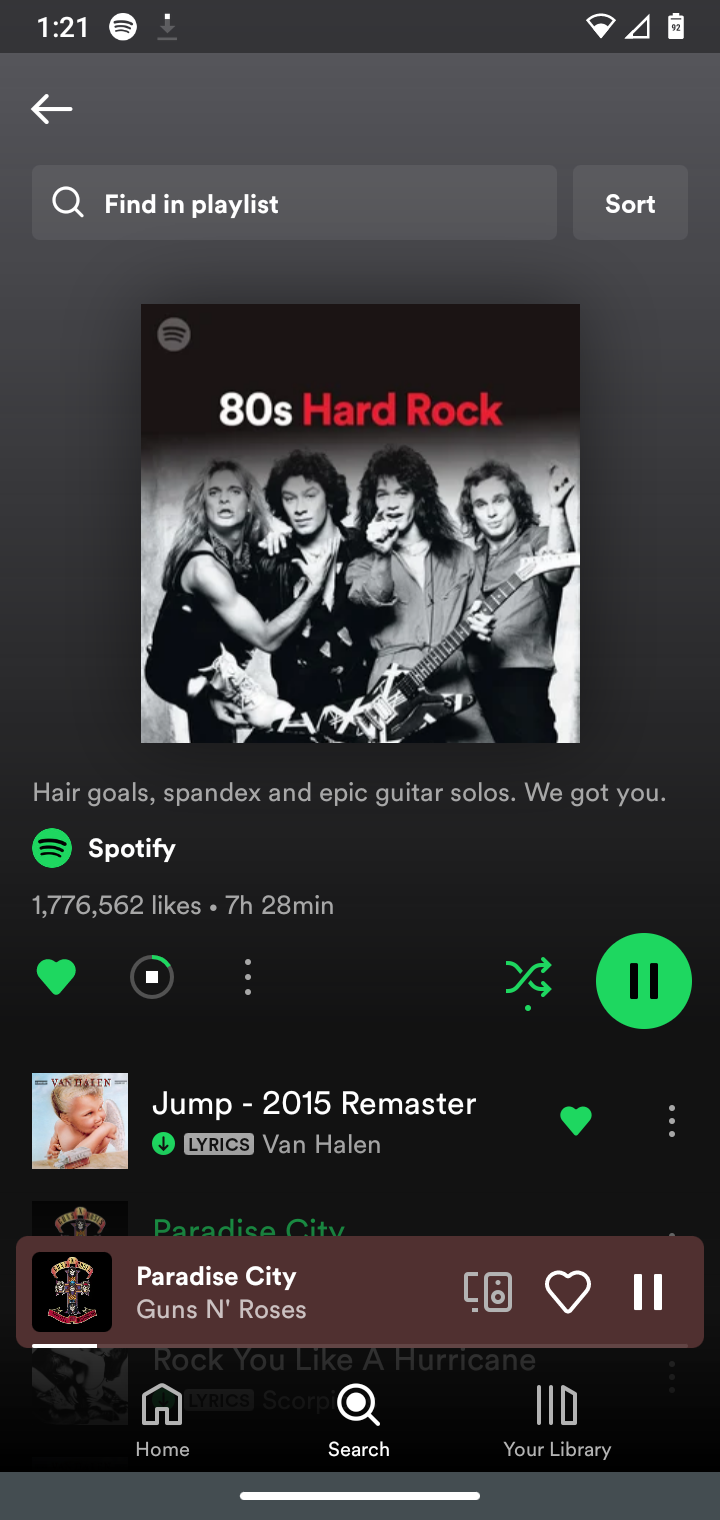 1:21
92
Find in playlist
Sort
80s Hard Rock
Hair goals, spandex and epic guitar solos. We got you.
Spotify
1,776,562 likes • 7h 28min
VAN HALEN
Jump - 2015 Remaster
LYRICS Van Halen
Paradise City
Paradise City
Guns N' Roses
Rock You Like A Hurricane
LYRICS
Home
Search
Your Library